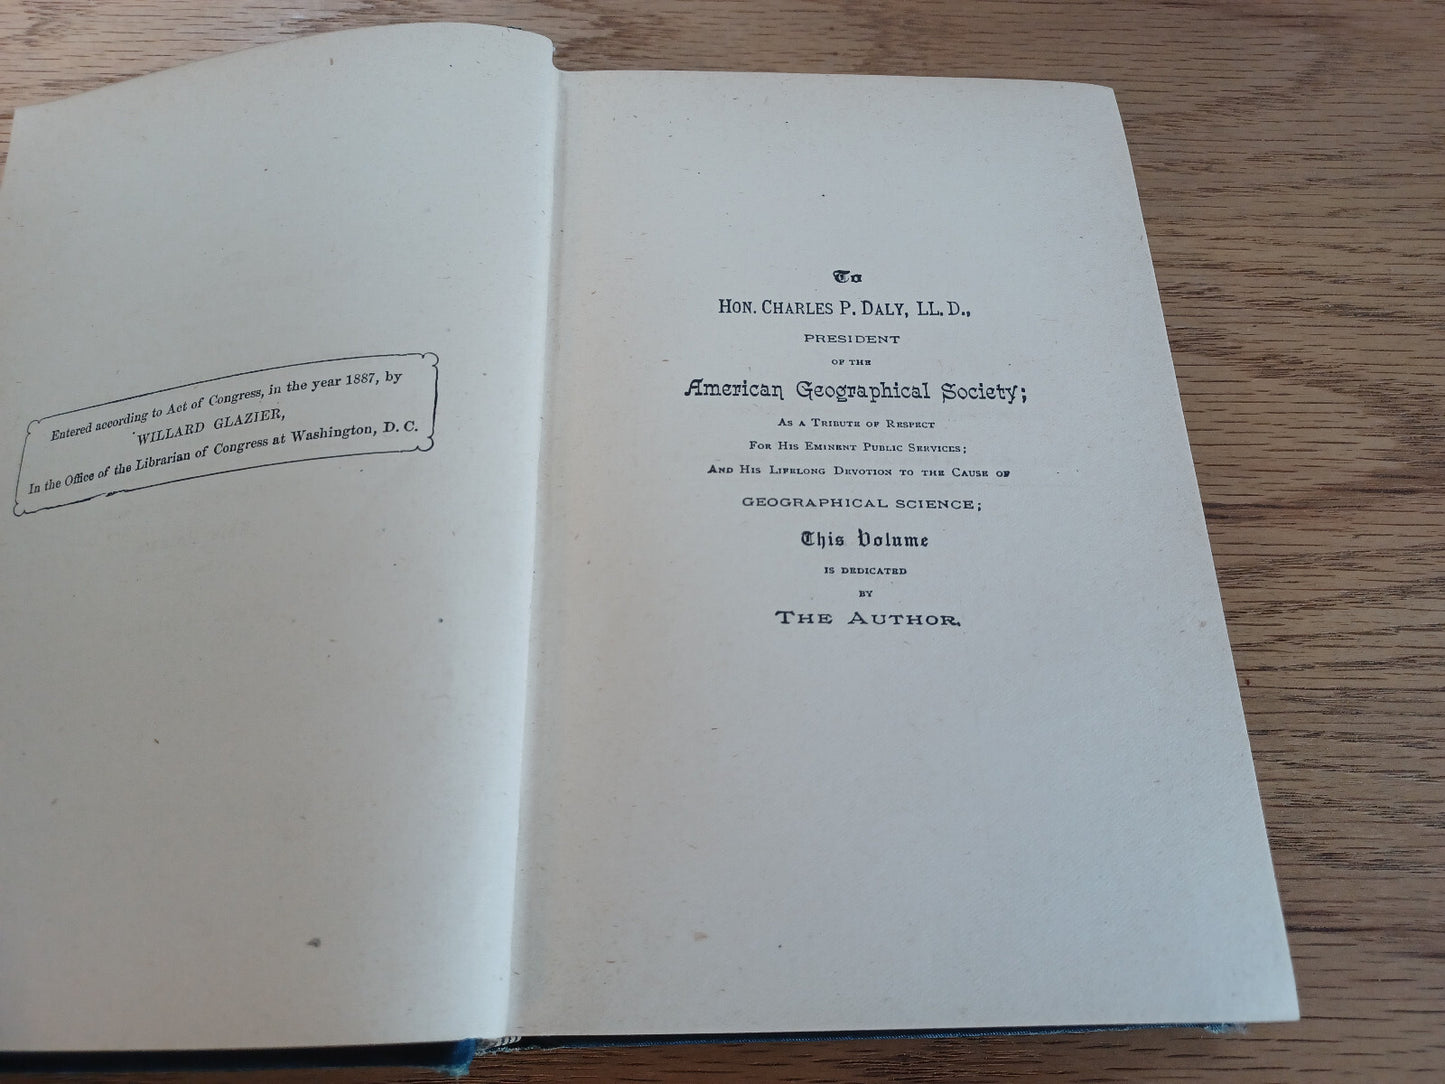 Entered according to Act of Congress, in the year 1887, by
WILLARD GLAZIER,
In the Office of the Librarian of Congress at Washington, D. C.
To
HON. CHARLES P. DALY, LL. D.,
PRESIDENT
OF THE
American Geographical Society;
AS A TRIBUTE OF RESPECT
FOR HIS EMINENT PUBLIC SERVICES;
AND HIS LIFELONG DEVOTION TO THE CAUSE OF
GEOGRAPHICAL SCIENCE;
This Volume
IS DEDICATED
BY
THE AUTHOR.